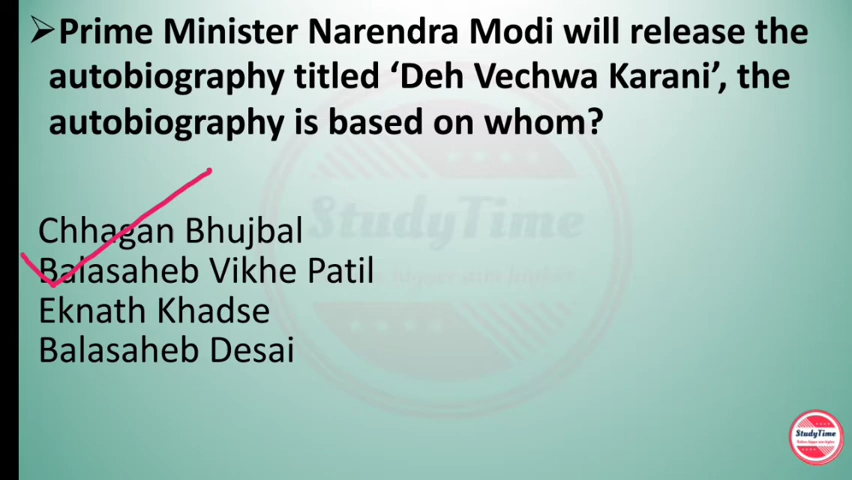 ➢Prime Minister Narendra Modi will release the
autobiography titled ‘Deh Vechwa Karani’, the
autobiography is based on whom?
Chhagan Bhujbal
Balasaheb Vikhe Patil
Eknath Khadse
Balasaheb Desai
StudyTime
StudyTime